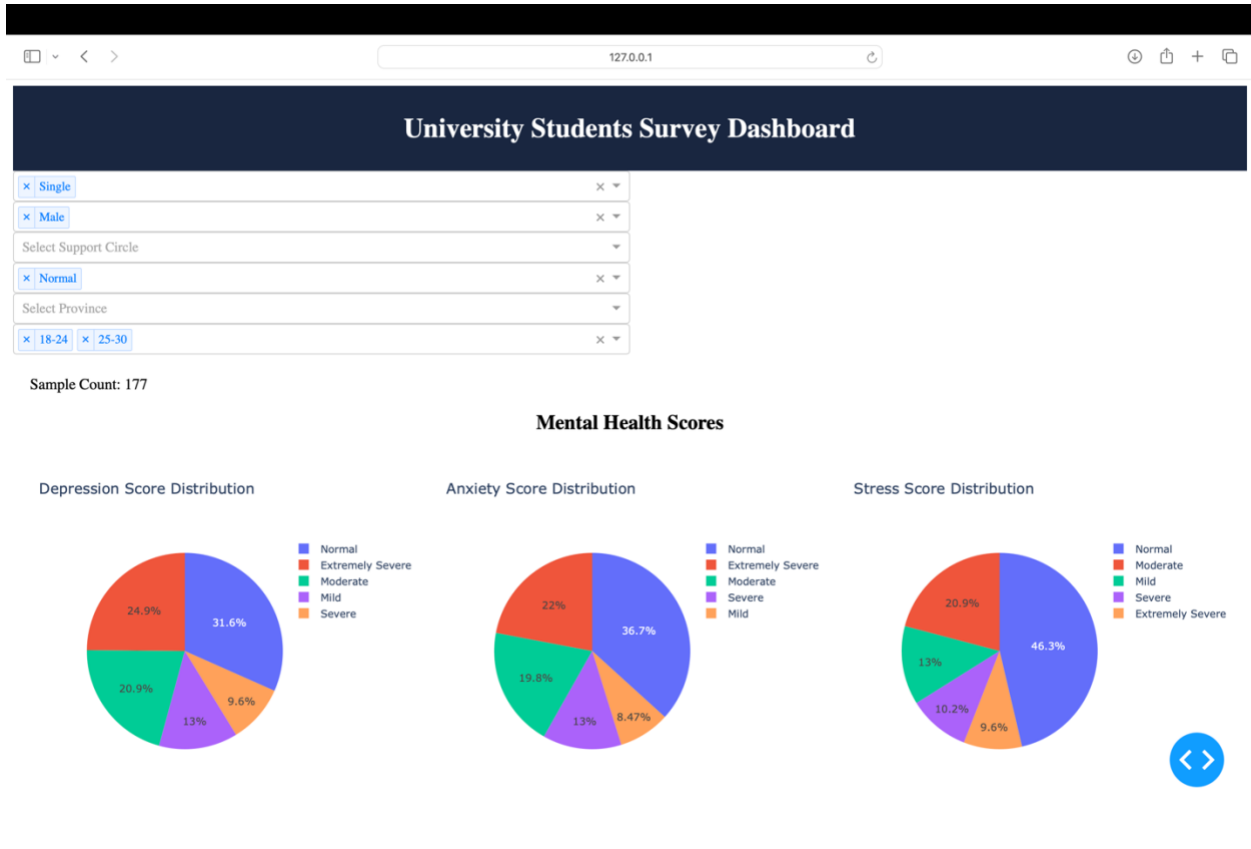 127.0.0.1
University Students Survey Dashboard
× Single
× Male
Select Support Circle
× Normal
Select Province
× 18-24 × 25-30
Sample Count: 177
Mental Health Scores
Depression Score Distribution
Normal
Extremely Severe
Moderate
Mild
Severe
24.9%
31.6%
20.9%
9.6%
13%
Anxiety Score Distribution
Normal
Extremely Severe
Moderate
Severe
Mild
22%
36.7%
19.8%
8.47%
13%
Stress Score Distribution
Normal
Moderate
Mild
Severe
Extremely Severe
20.9%
46.3%
13%
10.2%
9.6%